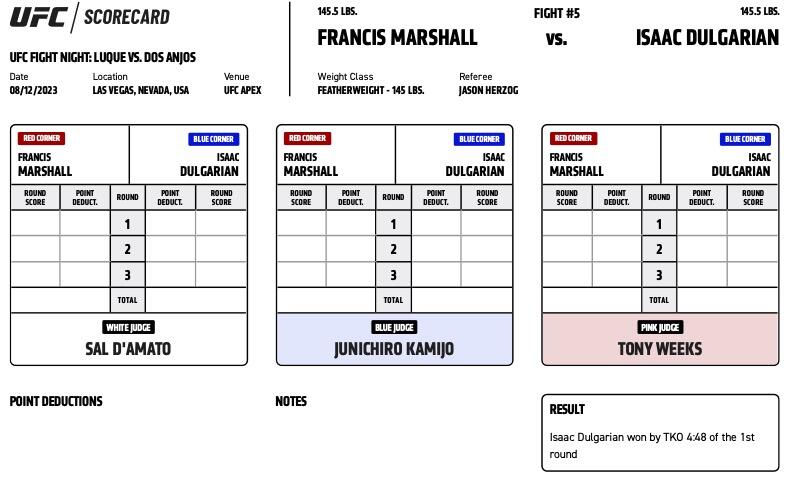 UFC SCORECARD
UFC FIGHT NIGHT: LUQUE VS. DOS ANJOS
Date Location Venue
08/12/2023 LAS VEGAS, NEVADA, USA UFC APEX
145.5 LBS. FIGHT #5 145.5 LBS.
FRANCIS MARSHALL VS. ISAAC DULGARIAN
Weight Class Referee
FEATHERWEIGHT - 145 LBS. JASON HERZOG
RED CORNER BLUE CORNER
FRANCIS ISAAC
MARSHALL DULGARIAN
ROUND POINT ROUND POINT ROUND
SCORE DEDUCT. DEDUCT. SCORE
1
2
3
TOTAL
WHITE JUDGE
SAL D'AMATO
RED CORNER BLUE CORNER
FRANCIS ISAAC
MARSHALL DULGARIAN
ROUND POINT ROUND POINT ROUND
SCORE DEDUCT. DEDUCT. SCORE
1
2
3
TOTAL
BLUE JUDGE
JUNICHIRO KAMIJO
RED CORNER BLUE CORNER
FRANCIS ISAAC
MARSHALL DULGARIAN
ROUND POINT ROUND POINT ROUND
SCORE DEDUCT. DEDUCT. SCORE
1
2
3
TOTAL
PINK JUDGE
TONY WEEKS
POINT DEDUCTIONS
NOTES
RESULT
Isaac Dulgarian won by TKO 4:48 of the 1st
round